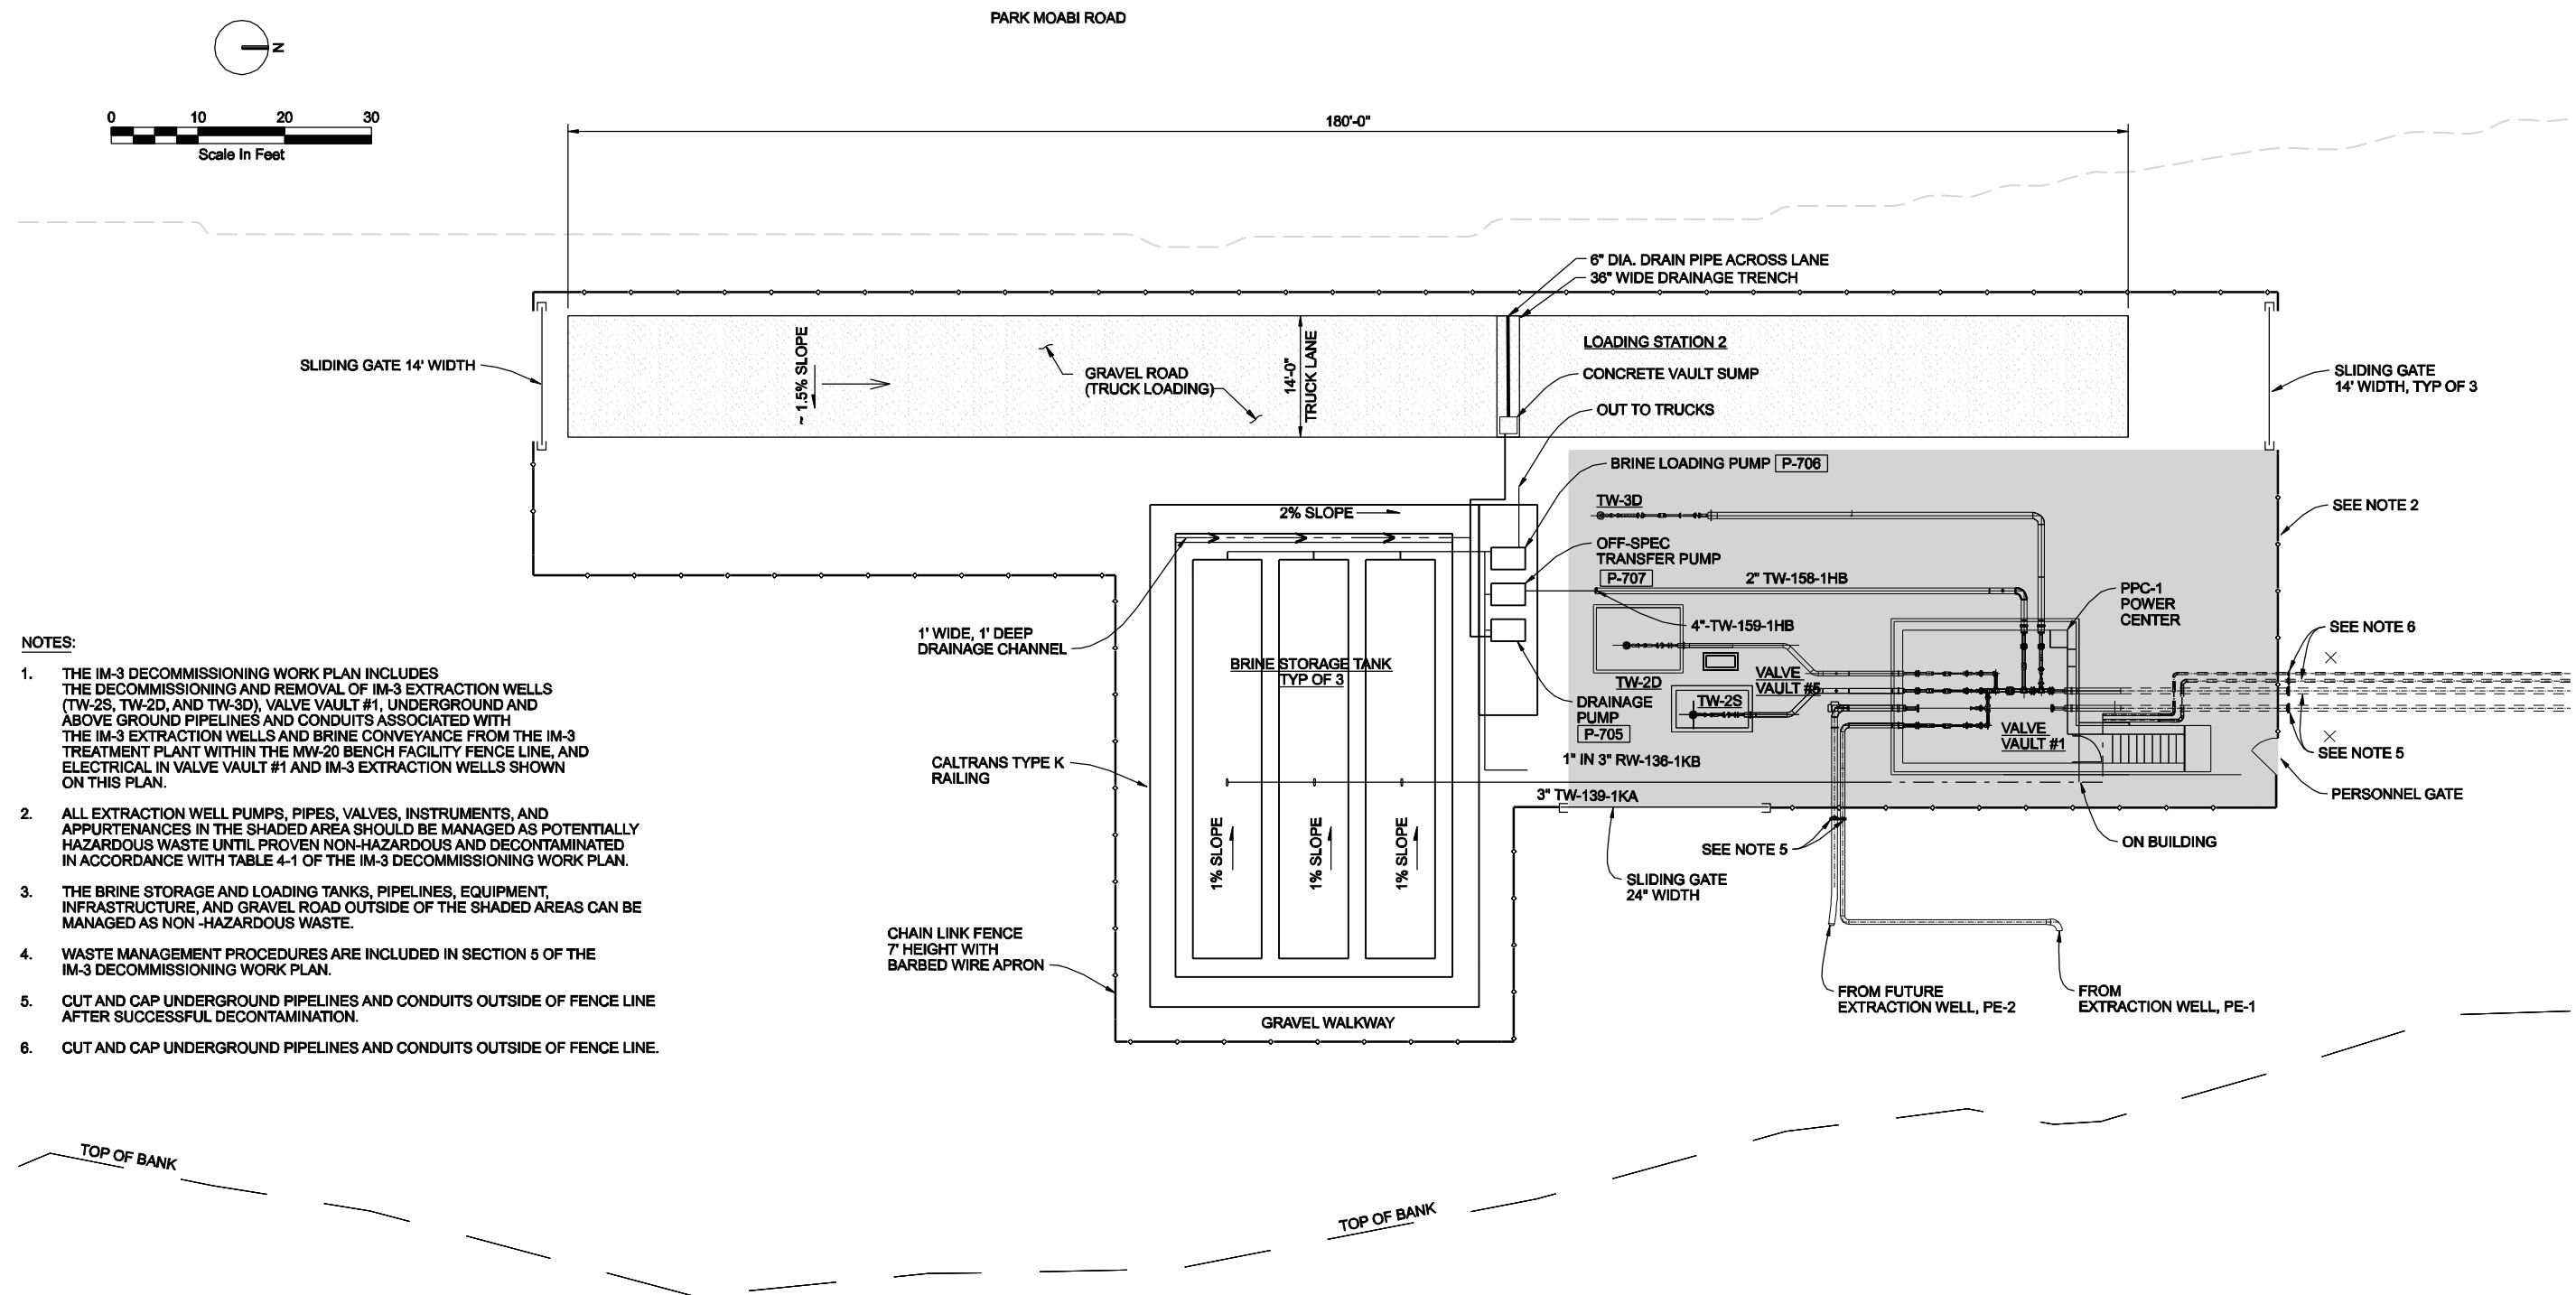 PARK MOABI ROAD
N
0 10 20 30
Scale In Feet
180'-0"
6" DIA. DRAIN PIPE ACROSS LANE
36" WIDE DRAINAGE TRENCH
SLIDING GATE 14' WIDTH
~ 1.5% SLOPE
GRAVEL ROAD
(TRUCK LOADING)
14'-0"
TRUCK LANE
LOADING STATION 2
CONCRETE VAULT SUMP
OUT TO TRUCKS
SLIDING GATE
14' WIDTH, TYP OF 3
BRINE LOADING PUMP P-706
TW-3D
SEE NOTE 2
2% SLOPE
OFF-SPEC
TRANSFER PUMP
P-707
2" TW-158-1HB
PPC-1
POWER
CENTER
4"-TW-159-1HB
SEE NOTE 6
1' WIDE, 1' DEEP
DRAINAGE CHANNEL
BRINE STORAGE TANK
TYP OF 3
TW-2D
VALVE
VAULT #5
TW-2S
DRAINAGE
PUMP
P-705
VALVE
VAULT #1
SEE NOTE 5
1" IN 3" RW-136-1KB
CALTRANS TYPE K
RAILING
3" TW-139-1KA
PERSONNEL GATE
1% SLOPE
1% SLOPE
1% SLOPE
SEE NOTE 5
ON BUILDING
SLIDING GATE
24" WIDTH
CHAIN LINK FENCE
7' HEIGHT WITH
BARBED WIRE APRON
FROM FUTURE
EXTRACTION WELL, PE-2
FROM
EXTRACTION WELL, PE-1
GRAVEL WALKWAY
NOTES:
1. THE IM-3 DECOMMISSIONING WORK PLAN INCLUDES
THE DECOMMISSIONING AND REMOVAL OF IM-3 EXTRACTION WELLS
(TW-2S, TW-2D, AND TW-3D), VALVE VAULT #1, UNDERGROUND AND
ABOVE GROUND PIPELINES AND CONDUITS ASSOCIATED WITH
THE IM-3 EXTRACTION WELLS AND BRINE CONVEYANCE FROM THE IM-3
TREATMENT PLANT WITHIN THE MW-20 BENCH FACILITY FENCE LINE, AND
ELECTRICAL IN VALVE VAULT #1 AND IM-3 EXTRACTION WELLS SHOWN
ON THIS PLAN.
2. ALL EXTRACTION WELL PUMPS, PIPES, VALVES, INSTRUMENTS, AND
APPURTENANCES IN THE SHADED AREA SHOULD BE MANAGED AS POTENTIALLY
HAZARDOUS WASTE UNTIL PROVEN NON-HAZARDOUS AND DECONTAMINATED
IN ACCORDANCE WITH TABLE 4-1 OF THE IM-3 DECOMMISSIONING WORK PLAN.
3. THE BRINE STORAGE AND LOADING TANKS, PIPELINES, EQUIPMENT,
INFRASTRUCTURE, AND GRAVEL ROAD OUTSIDE OF THE SHADED AREAS CAN BE
MANAGED AS NON -HAZARDOUS WASTE.
4. WASTE MANAGEMENT PROCEDURES ARE INCLUDED IN SECTION 5 OF THE
IM-3 DECOMMISSIONING WORK PLAN.
5. CUT AND CAP UNDERGROUND PIPELINES AND CONDUITS OUTSIDE OF FENCE LINE
AFTER SUCCESSFUL DECONTAMINATION.
6. CUT AND CAP UNDERGROUND PIPELINES AND CONDUITS OUTSIDE OF FENCE LINE.
TOP OF BANK
TOP OF BANK